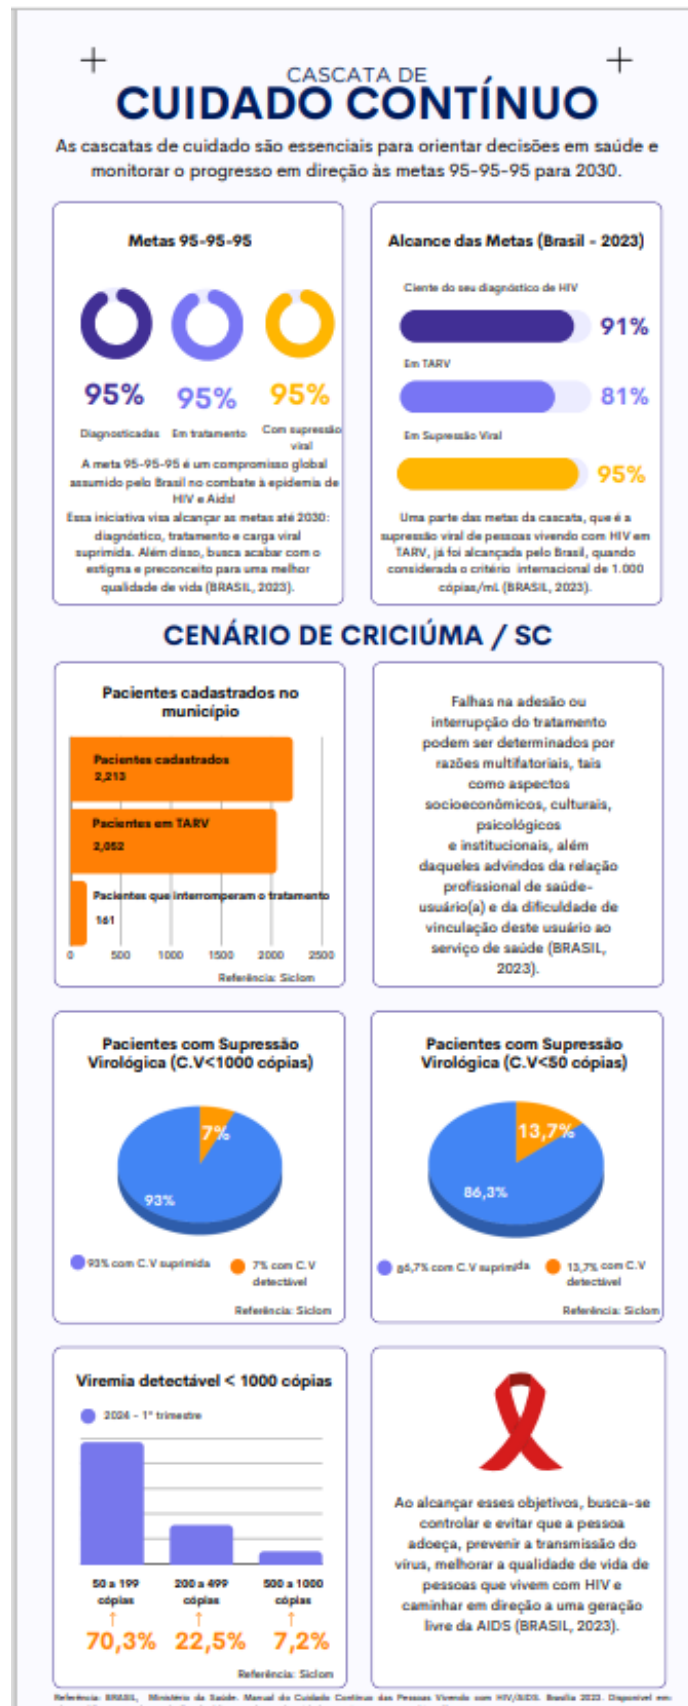 CASCATA DE
CUIDADO CONTÍNUO
As cascatas de cuidado são essenciais para orientar decisões em saúde e
monitorar o progresso em direção às metas 95-95-95 para 2030.
Metas 95-95-95
95%
95%
95%
Diagnosticadas
Em tratamento
Com supressão
viral
A meta 95-95-95 é um compromisso global
assumido pelo Brasil no combate à epidemia de
HIV e Aids!
Essa iniciativa visa alcançar as metas até 2030:
diagnóstico, tratamento e carga viral
suprimida. Além disso, busca acabar com o
estigma e preconceito para uma melhor
qualidade de vida (BRASIL, 2023).
Alcance das Metas (Brasil - 2023)
Ciente do seu diagnóstico de HIV
91%
Em TARV
81%
Em Supressão Viral
95%
Uma parte das metas da cascata, que é a
supressão viral de pessoas vivendo com HIV em
TARV, já foi alcançada pelo Brasil, quando
considerada o critério internacional de 1.000
cópias/mL (BRASIL, 2023).
CENÁRIO DE CRICIÚMA / SC
Pacientes cadastrados no
município
Pacientes cadastrados
2,213
Pacientes em TARV
2,052
Pacientes que interromperam o tratamento
161
0 500 1000 1500 2000 2500
Referência: Siclom
Falhas na adesão ou
interrupção do tratamento
podem ser determinados por
razões multifatoriais, tais
como aspectos
socioeconômicos, culturais,
psicológicos
e institucionais, além
daqueles advindos da relação
profissional de saúde-
usuário(a) e da dificuldade de
vinculação deste usuário ao
serviço de saúde (BRASIL,
2023).
Pacientes com Supressão
Virológica (C.V<1000 cópias)
7%
93%
93% com C.V suprimida
7% com C.V
detectável
Referência: Siclom
Pacientes com Supressão
Virológica (C.V<50 cópias)
13,7%
86,3%
86,7% com C.V suprimida
13,7% com C.V
detectável
Referência: Siclom
Viremia detectável < 1000 cópias
2024 - 1º trimestre
50 a 199
cópias
200 a 499
cópias
500 a 1000
cópias
↑ ↑ ↑
70,3% 22,5% 7,2%
Referência: Siclom
Ao alcançar esses objetivos, busca-se
controlar e evitar que a pessoa
adoeça, prevenir a transmissão do
vírus, melhorar a qualidade de vida de
pessoas que vivem com HIV e
caminhar em direção a uma geração
livre da AIDS (BRASIL, 2023).
Referência: BRASIL, Ministério da Saúde. Manual do Cuidado Contínuo das Pessoas Vivendo com HIV/AIDS. Brasília 2023. Disponível em: